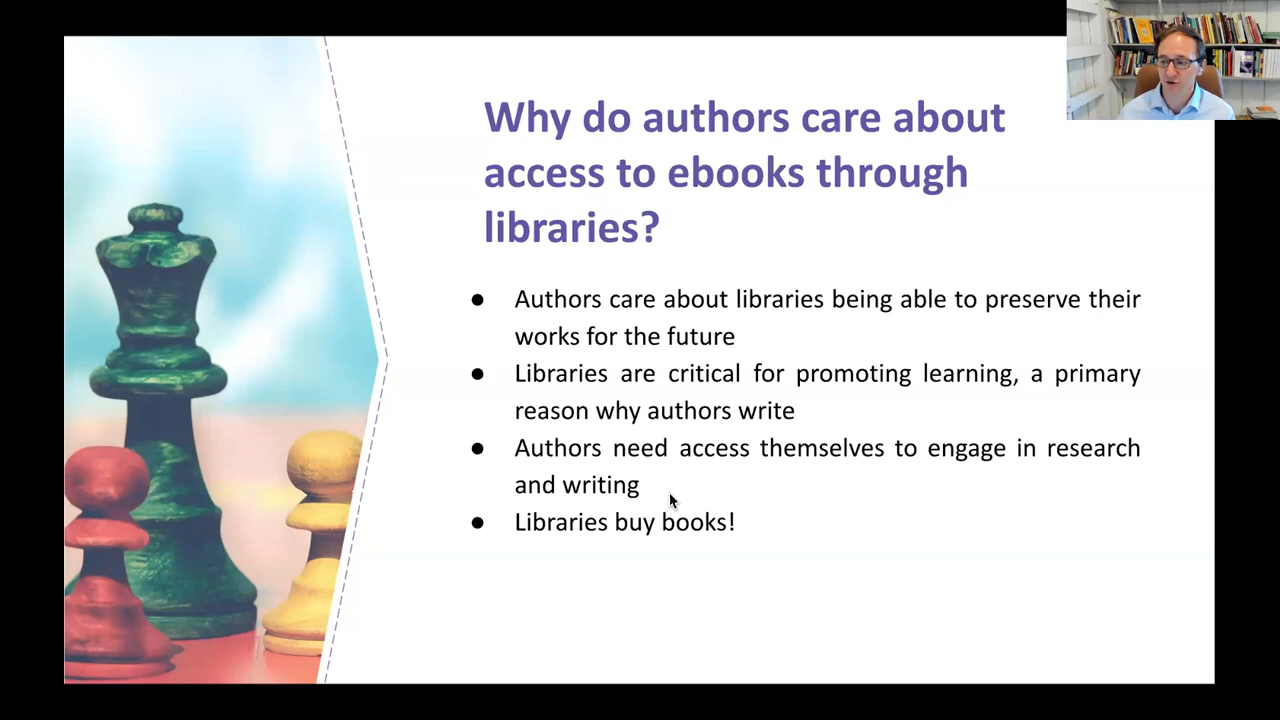 Why do authors care about
access to ebooks through
libraries?
● Authors care about libraries being able to preserve their
works for the future
● Libraries are critical for promoting learning, a primary
reason why authors write
● Authors need access themselves to engage in research
and writing
● Libraries buy books!